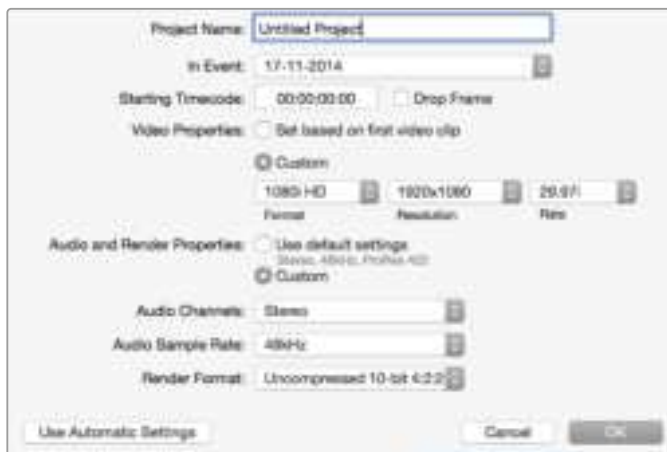 Project Name: Untitled Project
In Event: 17-11-2014
Starting Timecode: 00:00:00:00 Drop Frame
Video Properties: Set based on first video clip
Custom
1080i HD 1920x1080 29.97i
Format Resolution Rate
Audio and Render Properties: Use default settings
Stereo, 48kHz, ProRes 422
Custom
Audio Channels: Stereo
Audio Sample Rate: 48kHz
Render Format: Uncompressed 10-bit 4:2:2
Use Automatic Settings Cancel OK